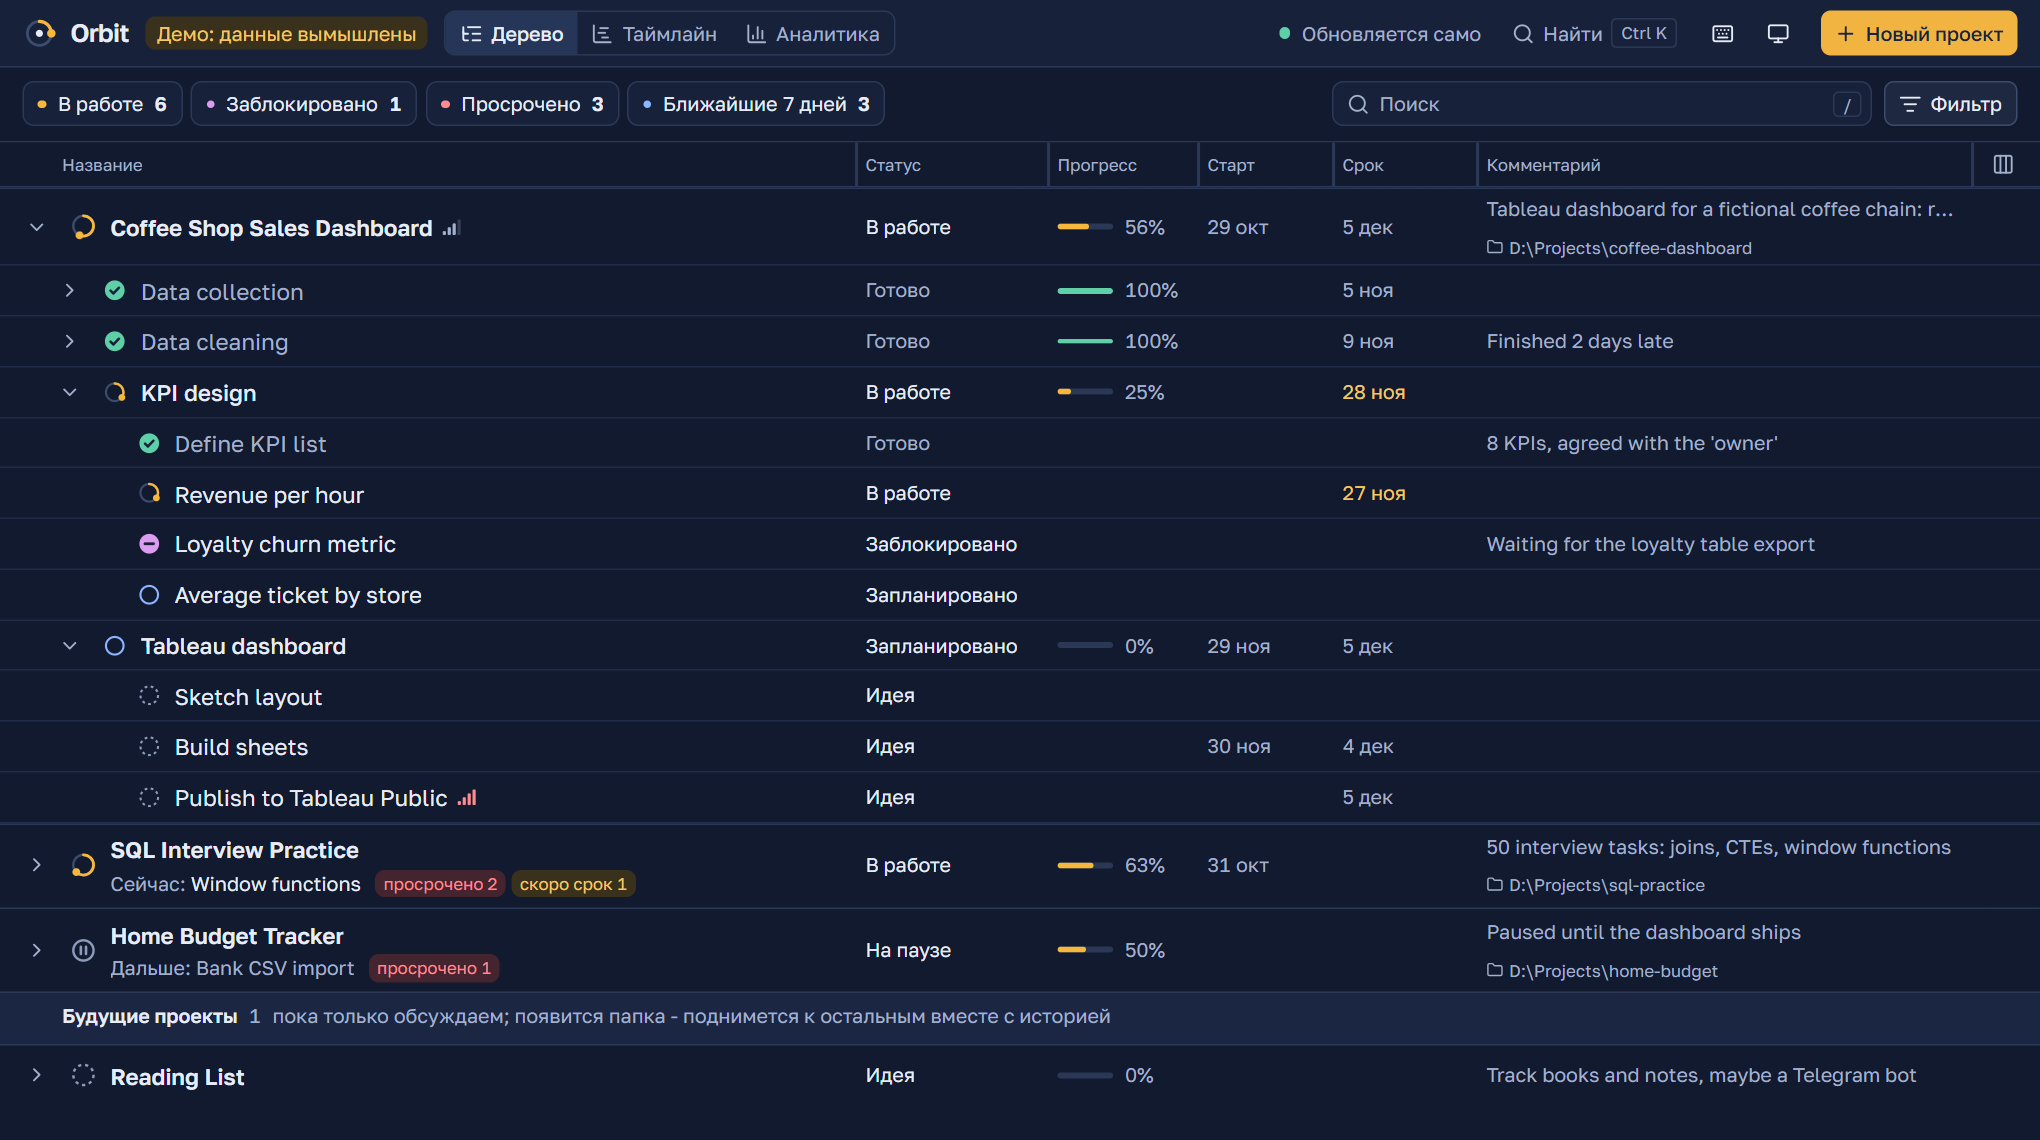 Orbit Демо: данные вымышлены Дерево Таймлайн Аналитика Обновляется само Найти Ctrl K + Новый проект
В работе 6 Заблокировано 1 Просрочено 3 Ближайшие 7 дней 3 Поиск / Фильтр
Название Статус Прогресс Старт Срок Комментарий
Coffee Shop Sales Dashboard В работе 56% 29 окт 5 дек Tableau dashboard for a fictional coffee chain: r...
D:\Projects\coffee-dashboard
Data collection Готово 100% 5 ноя
Data cleaning Готово 100% 9 ноя Finished 2 days late
KPI design В работе 25% 28 ноя
Define KPI list Готово 8 KPIs, agreed with the 'owner'
Revenue per hour В работе 27 ноя
Loyalty churn metric Заблокировано Waiting for the loyalty table export
Average ticket by store Запланировано
Tableau dashboard Запланировано 0% 29 ноя 5 дек
Sketch layout Идея
Build sheets Идея 30 ноя 4 дек
Publish to Tableau Public Идея 5 дек
SQL Interview Practice В работе 63% 31 окт 50 interview tasks: joins, CTEs, window functions
Сейчас: Window functions просрочено 2 скоро срок 1 D:\Projects\sql-practice
Home Budget Tracker На паузе 50% Paused until the dashboard ships
Дальше: Bank CSV import просрочено 1 D:\Projects\home-budget
Будущие проекты 1 пока только обсуждаем; появится папка - поднимется к остальным вместе с историей
Reading List Идея 0% Track books and notes, maybe a Telegram bot